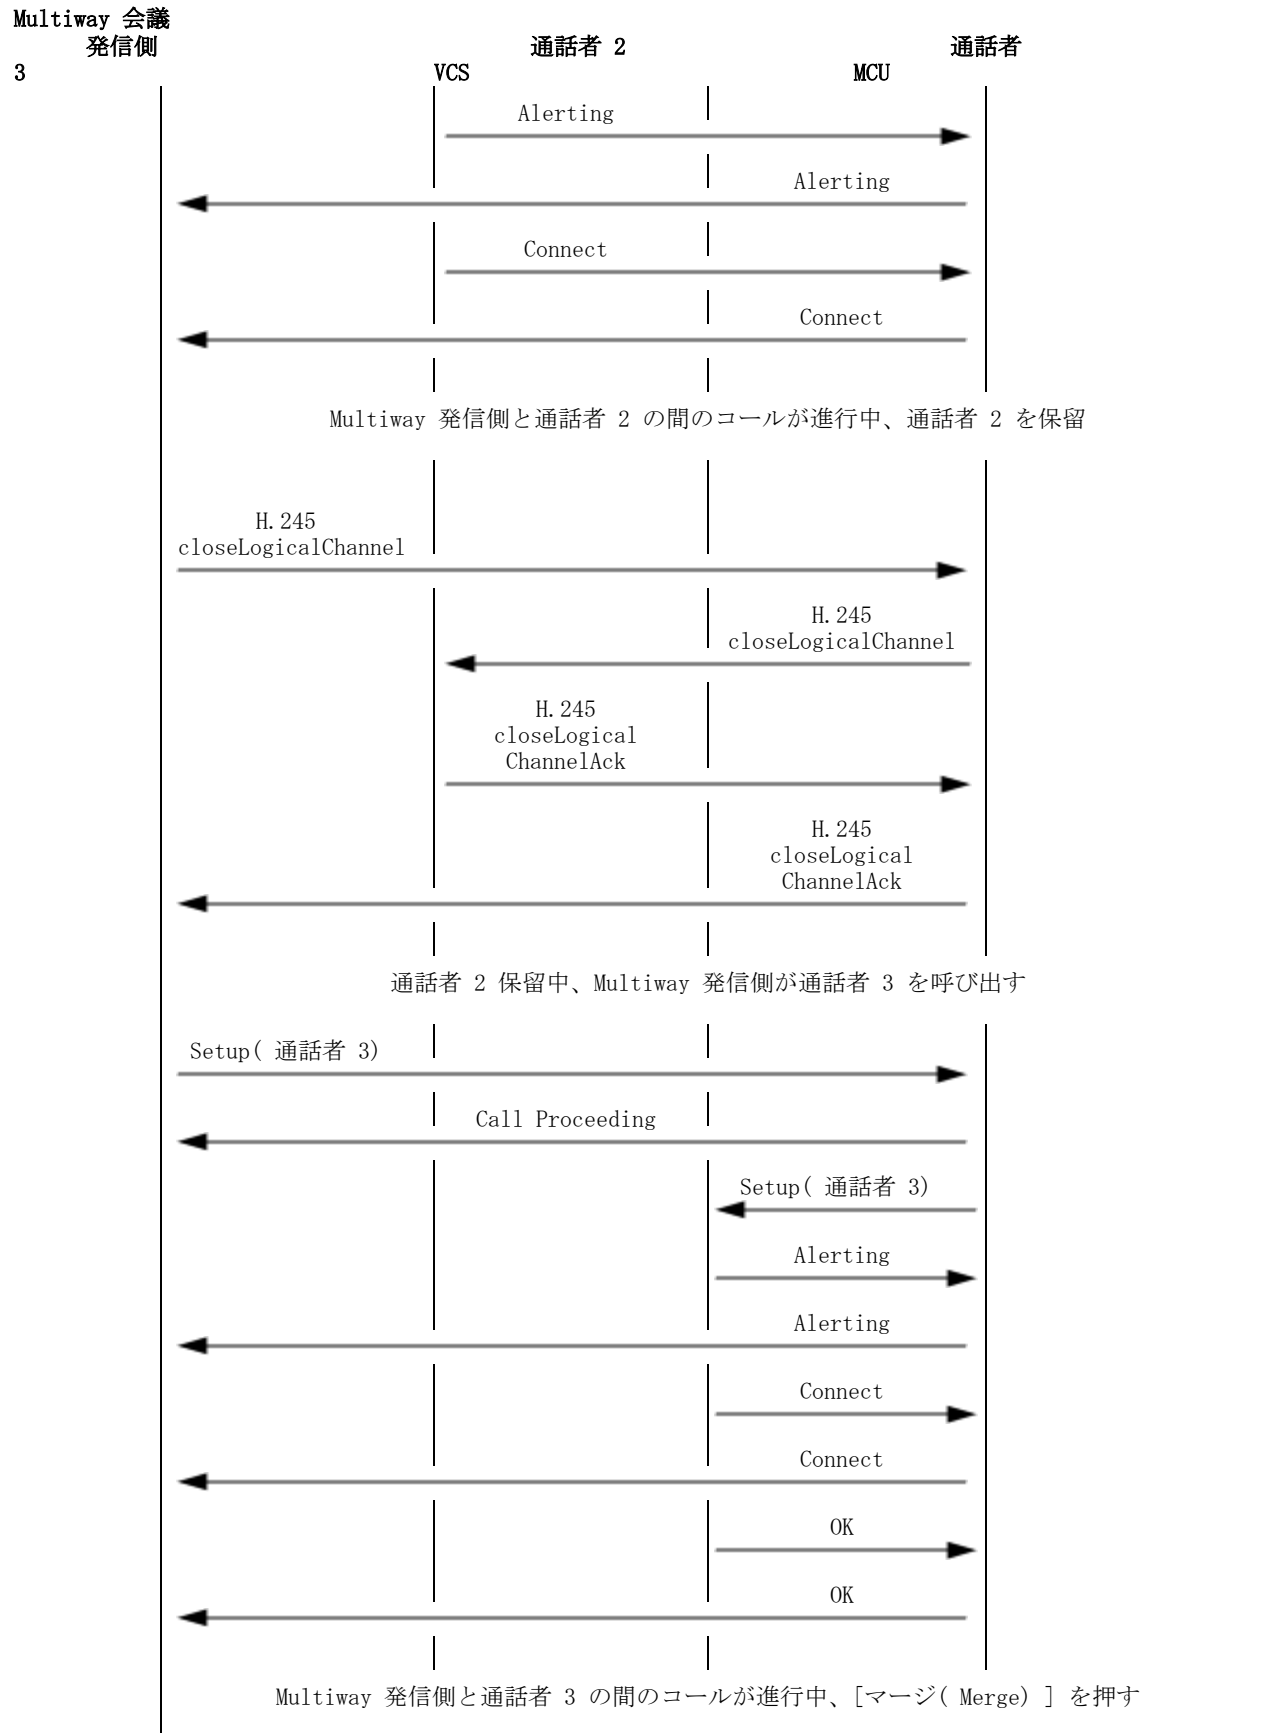 Multiway 会議
発信側 通話者 2 通話者
3 VCS MCU
Alerting
Alerting
Connect
Connect
Multiway 発信側と通話者 2 の間のコールが進行中、通話者 2 を保留
H.245
closeLogicalChannel
H.245
closeLogicalChannel
H.245
closeLogical
ChannelAck
H.245
closeLogical
ChannelAck
通話者 2 保留中、Multiway 発信側が通話者 3 を呼び出す
Setup( 通話者 3)
Call Proceeding
Setup( 通話者 3)
Alerting
Alerting
Connect
Connect
OK
OK
Multiway 発信側と通話者 3 の間のコールが進行中、[マージ( Merge) ] を押す